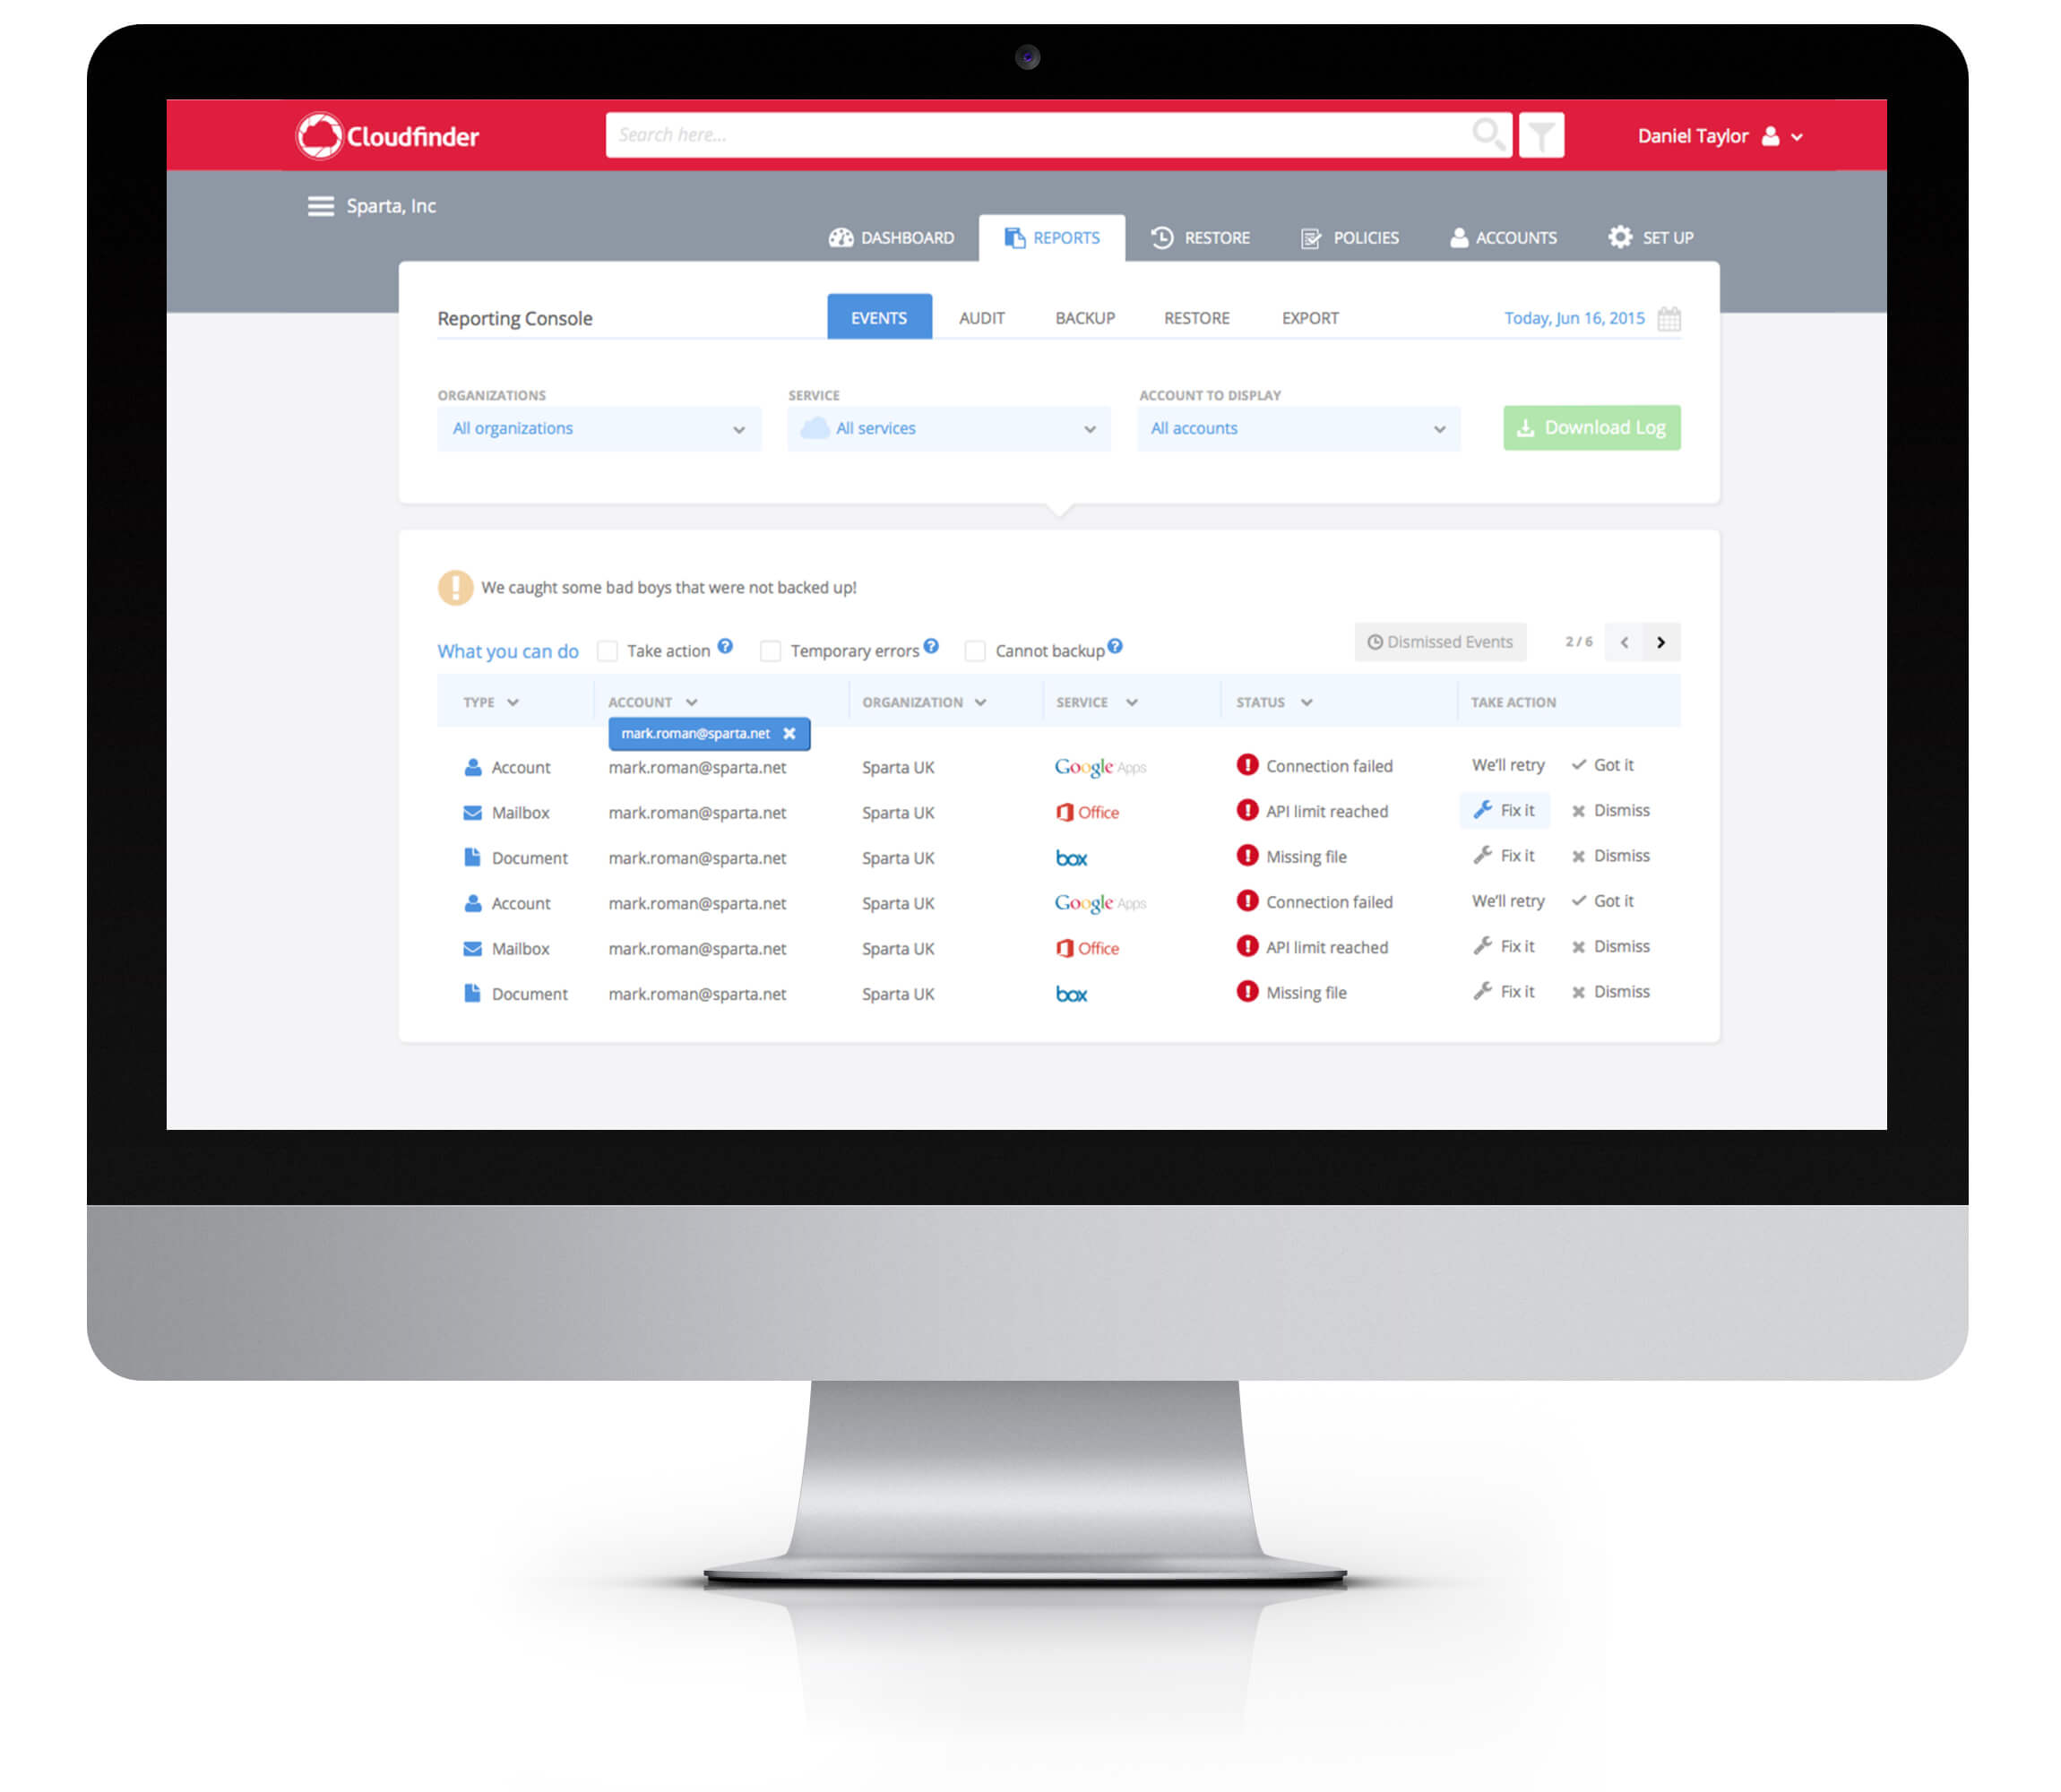 Cloudfinder
Search here...
Daniel Taylor
Sparta, Inc
DASHBOARD REPORTS RESTORE POLICIES ACCOUNTS SET UP
Reporting Console EVENTS AUDIT BACKUP RESTORE EXPORT Today, Jun 16, 2015
ORGANIZATIONS SERVICE ACCOUNT TO DISPLAY
All organizations All services All accounts Download Log
! We caught some bad boys that were not backed up!
What you can do Take action ? Temporary errors ? Cannot backup ? Dismissed Events 2 / 6
TYPE ACCOUNT ORGANIZATION SERVICE STATUS TAKE ACTION
mark.roman@sparta.net
Account mark.roman@sparta.net Sparta UK Google Apps ! Connection failed We'll retry Got it
Mailbox mark.roman@sparta.net Sparta UK Office ! API limit reached Fix it Dismiss
Document mark.roman@sparta.net Sparta UK box ! Missing file Fix it Dismiss
Account mark.roman@sparta.net Sparta UK Google Apps ! Connection failed We'll retry Got it
Mailbox mark.roman@sparta.net Sparta UK Office ! API limit reached Fix it Dismiss
Document mark.roman@sparta.net Sparta UK box ! Missing file Fix it Dismiss